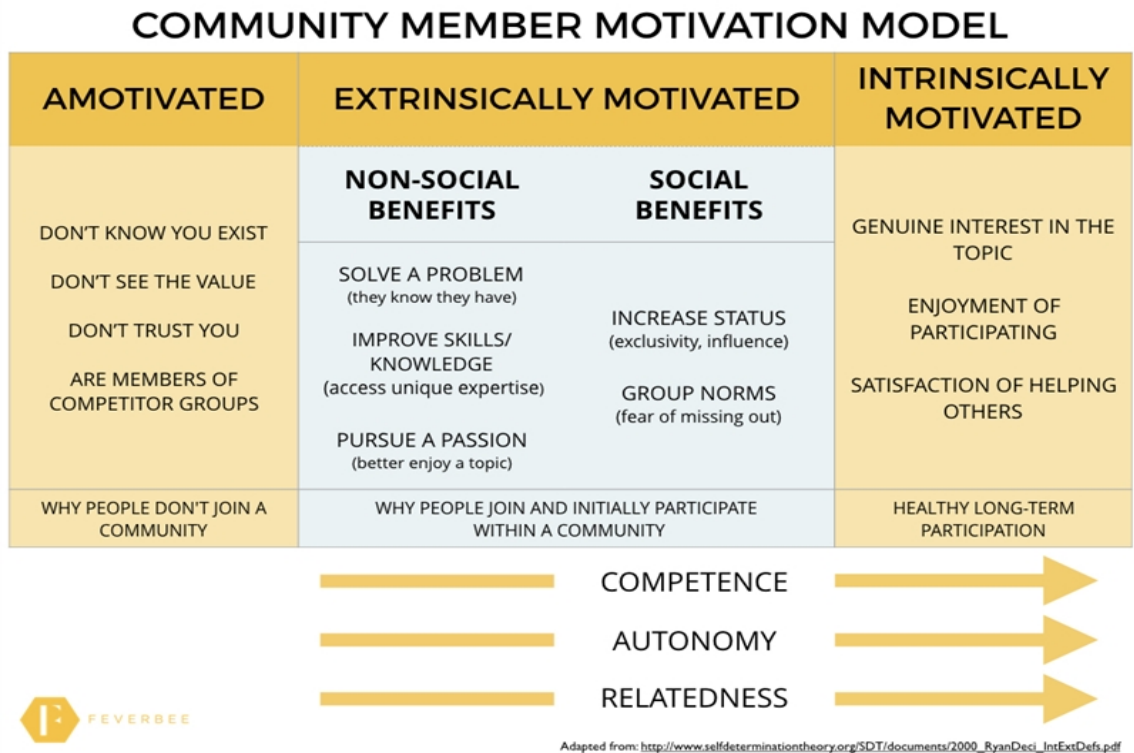 COMMUNITY MEMBER MOTIVATION MODEL
AMOTIVATED
EXTRINSICALLY MOTIVATED
INTRINSICALLY
MOTIVATED
DON'T KNOW YOU EXIST
DON'T SEE THE VALUE
DON'T TRUST YOU
ARE MEMBERS OF
COMPETITOR GROUPS
NON-SOCIAL
BENEFITS
SOLVE A PROBLEM
(they know they have)
IMPROVE SKILLS/
KNOWLEDGE
(access unique expertise)
PURSUE A PASSION
(better enjoy a topic)
SOCIAL
BENEFITS
INCREASE STATUS
(exclusivity, influence)
GROUP NORMS
(fear of missing out)
GENUINE INTEREST IN THE
TOPIC
ENJOYMENT OF
PARTICIPATING
SATISFACTION OF HELPING
OTHERS
WHY PEOPLE DON'T JOIN A
COMMUNITY
WHY PEOPLE JOIN AND INITIALLY PARTICIPATE
WITHIN A COMMUNITY
HEALTHY LONG-TERM
PARTICIPATION
COMPETENCE
AUTONOMY
RELATEDNESS
F FEVERBEE
Adapted from: http://www.selfdeterminationtheory.org/SDT/documents/2000_RyanDeci_IntExtDefs.pdf